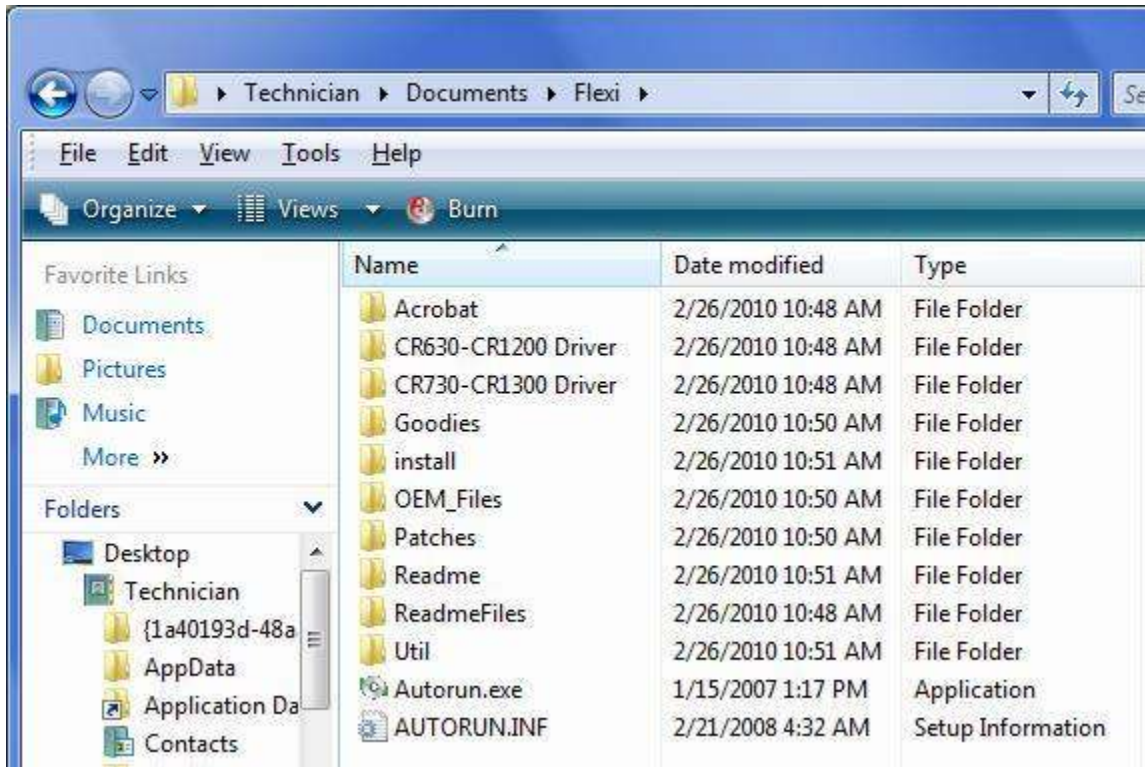 Technician Documents Flexi Se
File Edit View Tools Help
Organize Views Burn
Favorite Links
Documents
Pictures
Music
More »
Folders
Desktop
Technician
{1a40193d-48a
AppData
Application Da
Contacts
Name Date modified Type
Acrobat 2/26/2010 10:48 AM File Folder
CR630-CR1200 Driver 2/26/2010 10:48 AM File Folder
CR730-CR1300 Driver 2/26/2010 10:48 AM File Folder
Goodies 2/26/2010 10:50 AM File Folder
install 2/26/2010 10:51 AM File Folder
OEM_Files 2/26/2010 10:50 AM File Folder
Patches 2/26/2010 10:50 AM File Folder
Readme 2/26/2010 10:51 AM File Folder
ReadmeFiles 2/26/2010 10:48 AM File Folder
Util 2/26/2010 10:51 AM File Folder
Autorun.exe 1/15/2007 1:17 PM Application
AUTORUN.INF 2/21/2008 4:32 AM Setup Information